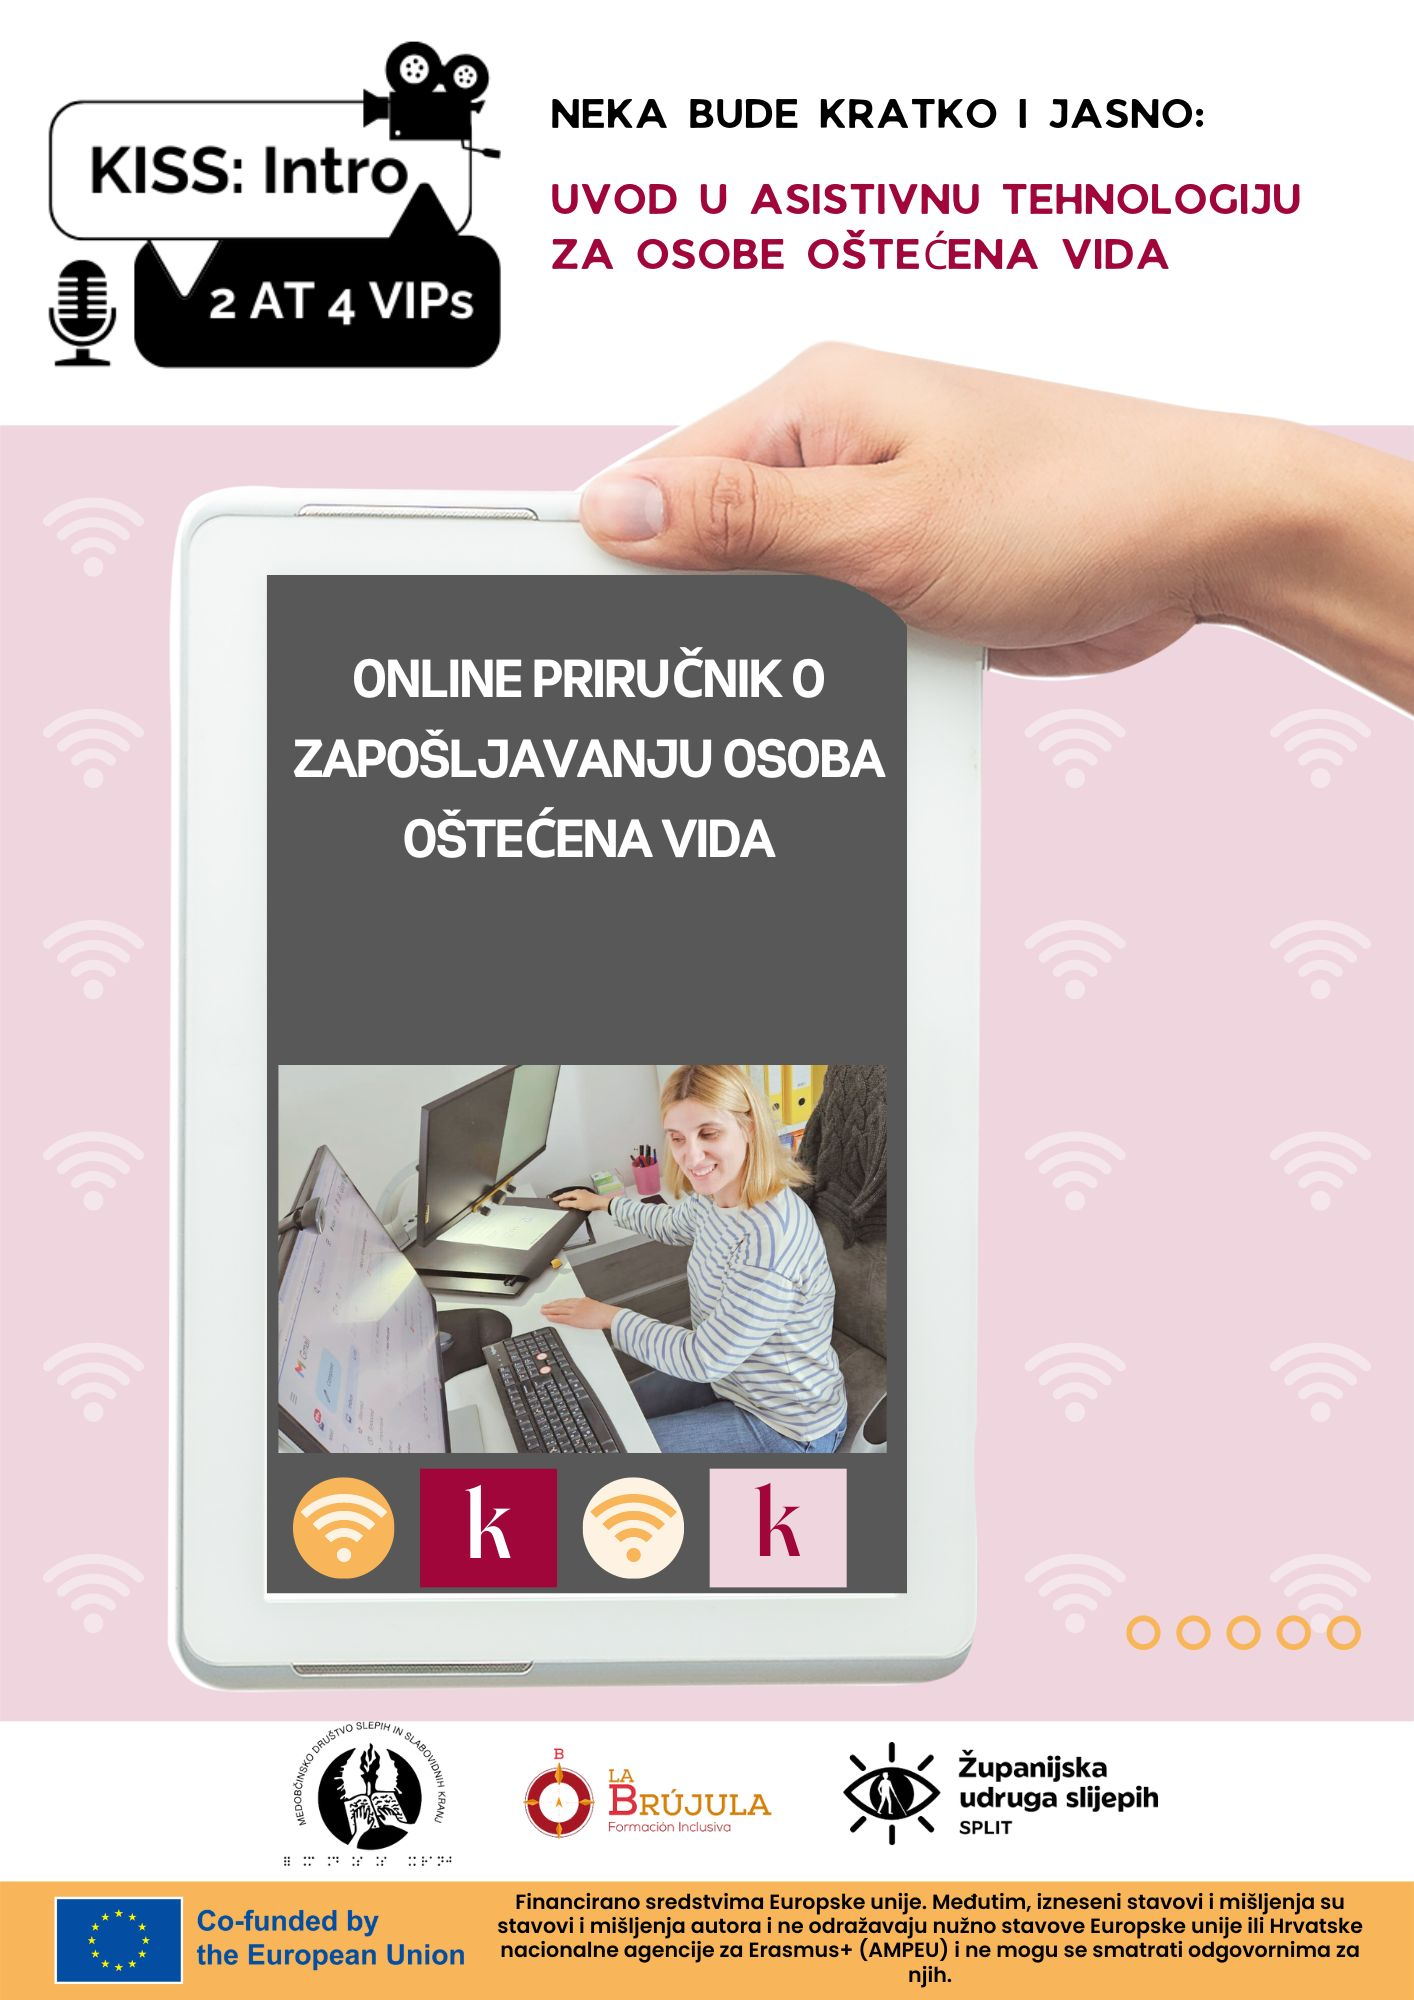 KISS: Intro
2 AT 4 VIPs
NEKA BUDE KRATKO I JASNO:
UVOD U ASISTIVNU TEHNOLOGIJU
ZA OSOBE OŠTEĆENA VIDA
ONLINE PRIRUČNIK O
ZAPOŠLJAVANJU OSOBA
OŠTEĆENA VIDA
Gmail
k
k
MEDOBČINSKO DRUŠTVO SLEPIH IN SLABOVIDNIH KRANJ
B
LA
BRÚJULA
Formación Inclusiva
Županijska
udruga slijepih
SPLIT
Co-funded by
the European Union
Financirano sredstvima Europske unije. Međutim, izneseni stavovi i mišljenja su
stavovi i mišljenja autora i ne odražavaju nužno stavove Europske unije ili Hrvatske
nacionalne agencije za Erasmus+ (AMPEU) i ne mogu se smatrati odgovornima za
njih.